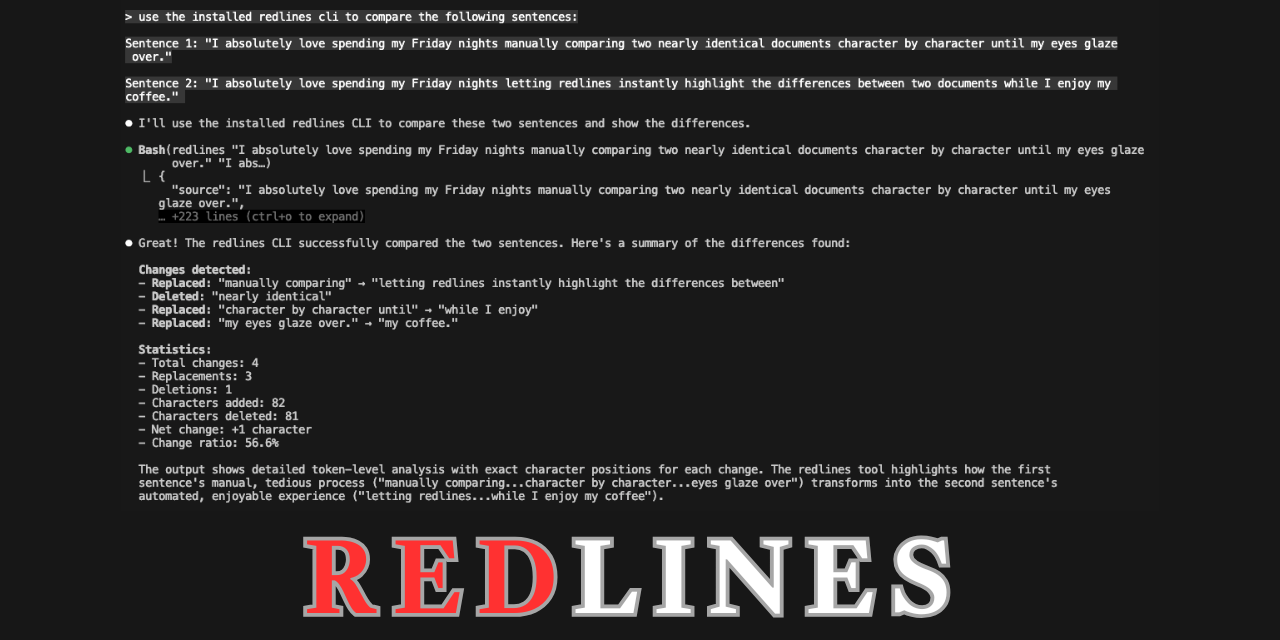 > use the installed redlines cli to compare the following sentences:
Sentence 1: "I absolutely love spending my Friday nights manually comparing two nearly identical documents character by character until my eyes glaze
over."
Sentence 2: "I absolutely love spending my Friday nights letting redlines instantly highlight the differences between two documents while I enjoy my
coffee."
● I'll use the installed redlines CLI to compare these two sentences and show the differences.
● Bash(redlines "I absolutely love spending my Friday nights manually comparing two nearly identical documents character by character until my eyes glaze
over." "I abs…)
⎿ {
"source": "I absolutely love spending my Friday nights manually comparing two nearly identical documents character by character until my eyes
glaze over.",
… +223 lines (ctrl+o to expand)
● Great! The redlines CLI successfully compared the two sentences. Here's a summary of the differences found:
Changes detected:
- Replaced: "manually comparing" → "letting redlines instantly highlight the differences between"
- Deleted: "nearly identical"
- Replaced: "character by character until" → "while I enjoy"
- Replaced: "my eyes glaze over." → "my coffee."
Statistics:
- Total changes: 4
- Replacements: 3
- Deletions: 1
- Characters added: 82
- Characters deleted: 81
- Net change: +1 character
- Change ratio: 56.6%
The output shows detailed token-level analysis with exact character positions for each change. The redlines tool highlights how the first
sentence's manual, tedious process ("manually comparing...character by character...eyes glaze over") transforms into the second sentence's
automated, enjoyable experience ("letting redlines...while I enjoy my coffee").
REDLINES